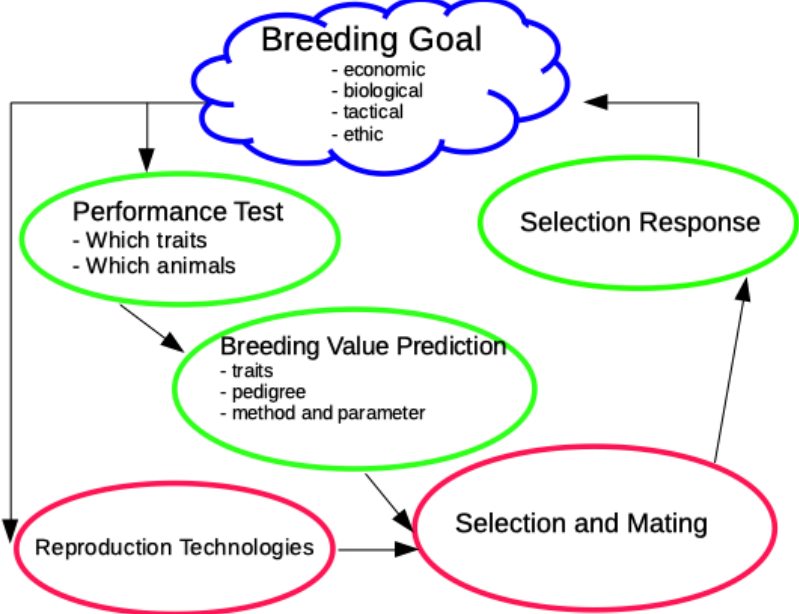 Breeding Goal
- economic
- biological
- tactical
- ethic
Performance Test
- Which traits
- Which animals
Selection Response
Breeding Value Prediction
- traits
- pedigree
- method and parameter
Selection and Mating
Reproduction Technologies